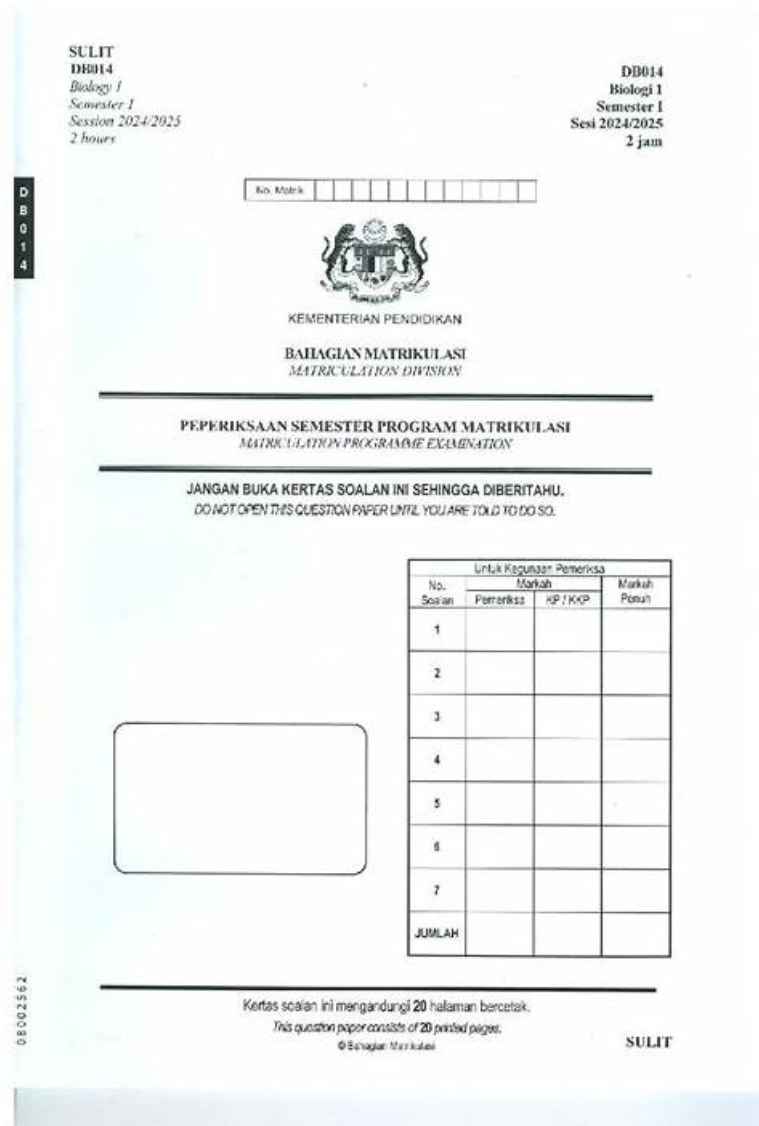 SULIT
DB014
Biology 1
Semester I
Session 2024/2025
2 hours
DB014
Biologi 1
Semester I
Sesi 2024/2025
2 jam
DB014
No. Matrik
KEMENTERIAN PENDIDIKAN
BAHAGIAN MATRIKULASI
MATRICULATION DIVISION
PEPERIKSAAN SEMESTER PROGRAM MATRIKULASI
MATRICULATION PROGRAMME EXAMINATION
JANGAN BUKA KERTAS SOALAN INI SEHINGGA DIBERITAHU.
DO NOT OPEN THIS QUESTION PAPER UNTIL YOU ARE TOLD TO DO SO.
Untuk Kegunaan Pemeriksa
No. Soalan Markah Markah Penuh
Pemeriksa KP / KKP
1
2
3
4
5
6
7
JUMLAH
DB002562
Kertas soalan ini mengandungi 20 halaman bercetak.
This question paper consists of 20 printed pages.
© Bahagian Matrikulasi
SULIT